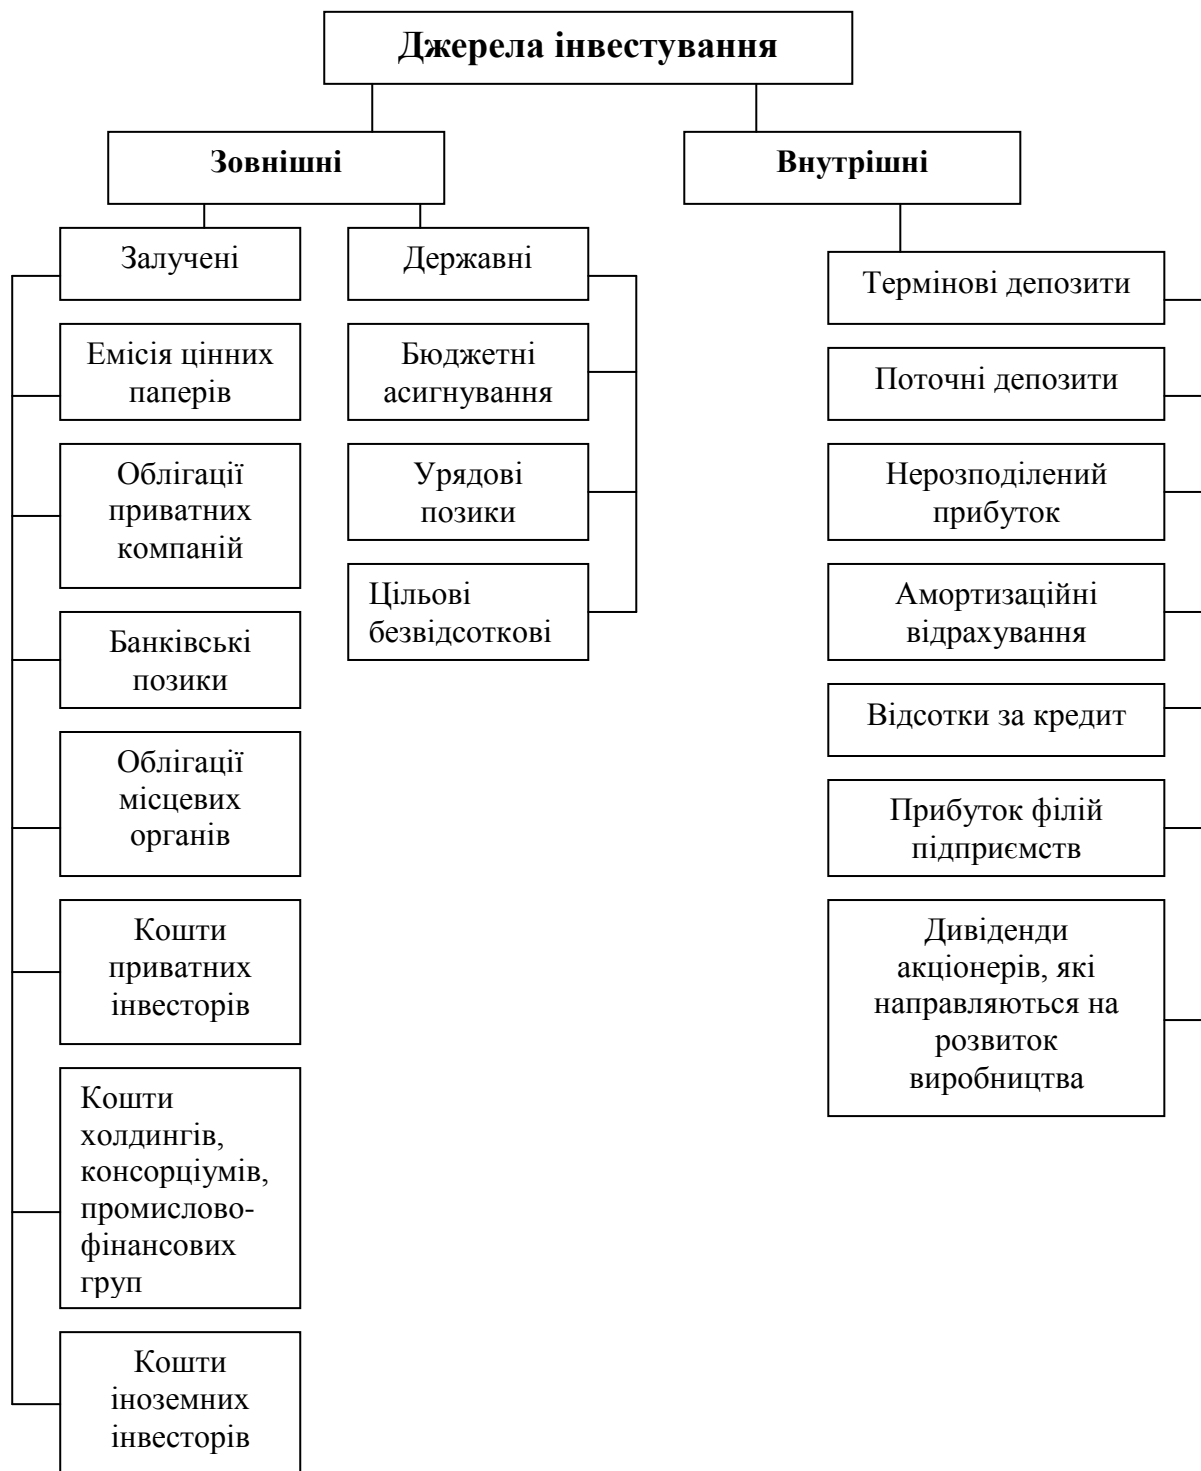 Джерела інвестування
Зовнішні
Внутрішні
Залучені
Емісія цінних
паперів
Облігації
приватних
компаній
Банківські
позики
Облігації
місцевих
органів
Кошти
приватних
інвесторів
Кошти
холдингів,
консорціумів,
промислово-
фінансових
груп
Кошти
іноземних
інвесторів
Державні
Бюджетні
асигнування
Урядові
позики
Цільові
безвідсоткові
Термінові депозити
Поточні депозити
Нерозподілений
прибуток
Амортизаційні
відрахування
Відсотки за кредит
Прибуток філій
підприємств
Дивіденди
акціонерів, які
направляються на
розвиток
виробництва